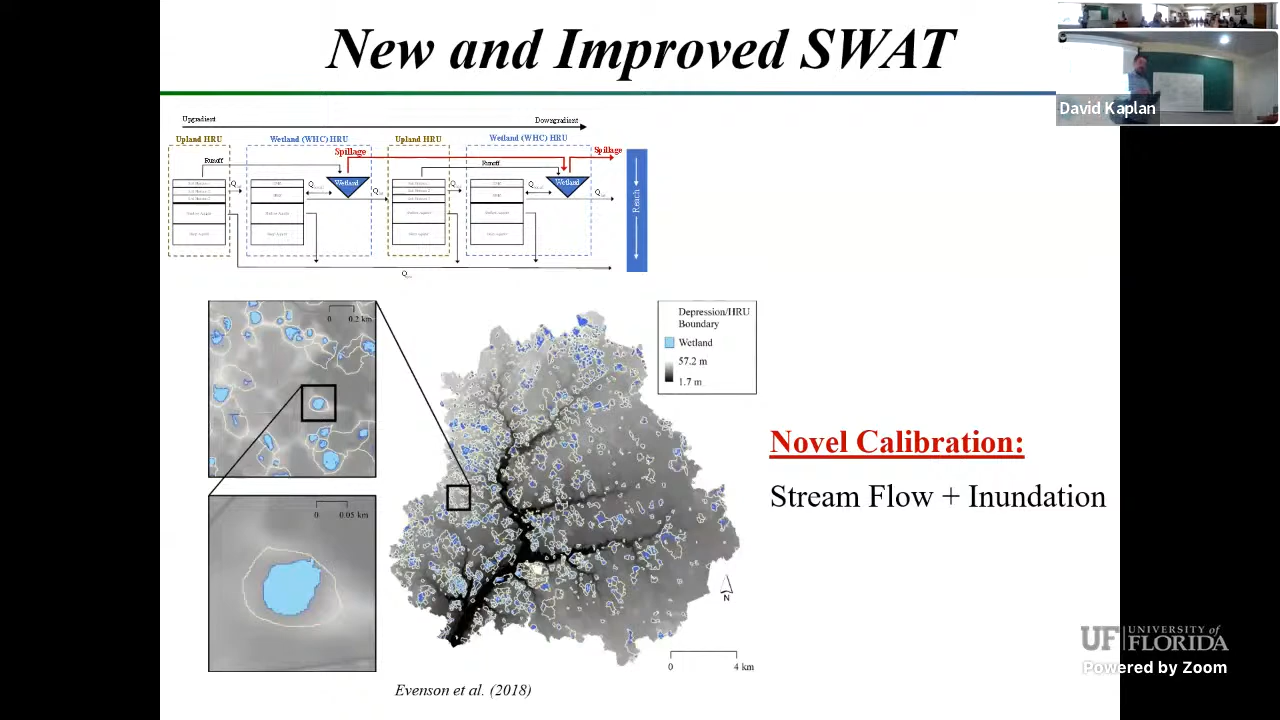 New and Improved SWAT
David Kaplan
Upgradient
Downgradient
Upland HRU
Wetland (WHC) HRU
Upland HRU
Wetland (WHC) HRU
Spillage
Spillage
Runoff
Runoff
Wetland
Wetland
Reach
0 0.2 km
0 0.05 km
Depression/HRU
Boundary
Wetland
57.2 m
1.7 m
N
0 4 km
Novel Calibration:
Stream Flow + Inundation
Evenson et al. (2018)
UF UNIVERSITY of
FLORIDA
Powered by Zoom